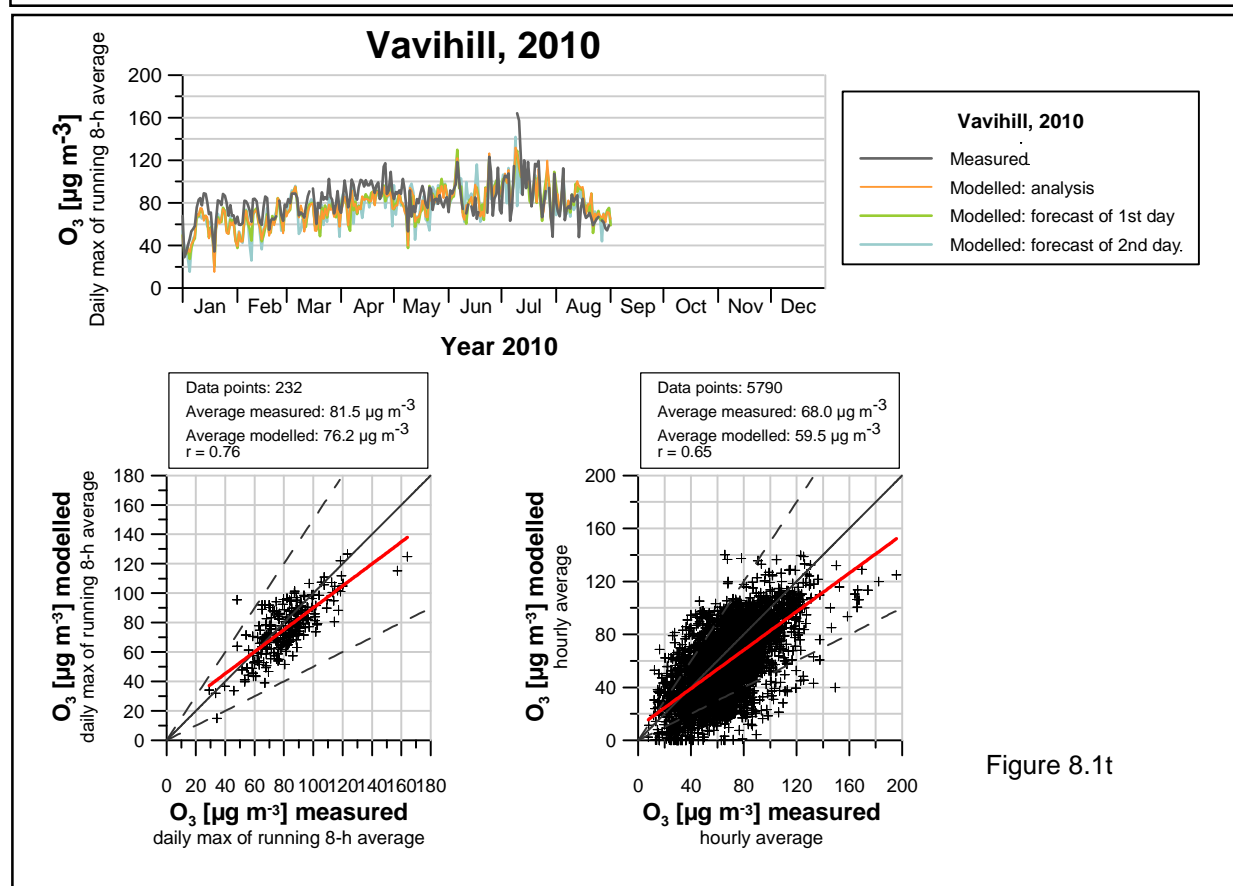 Vavihill, 2010
O3 [µg m-3]
Daily max of running 8-h average
200
160
120
80
40
0
Jan Feb Mar Apr May Jun Jul Aug Sep Oct Nov Dec
Year 2010
Vavihill, 2010
Measured
Modelled: analysis
Modelled: forecast of 1st day
Modelled: forecast of 2nd day.
Data points: 232
Average measured: 81.5 µg m-3
Average modelled: 76.2 µg m-3
r = 0.76
O3 [µg m-3] modelled
daily max of running 8-h average
180
160
140
120
100
80
60
40
20
0
0 20 40 60 80 100 120 140 160 180
O3 [µg m-3] measured
daily max of running 8-h average
Data points: 5790
Average measured: 68.0 µg m-3
Average modelled: 59.5 µg m-3
r = 0.65
O3 [µg m-3] modelled
hourly average
200
160
120
80
40
0
0 40 80 120 160 200
O3 [µg m-3] measured
hourly average
Figure 8.1t